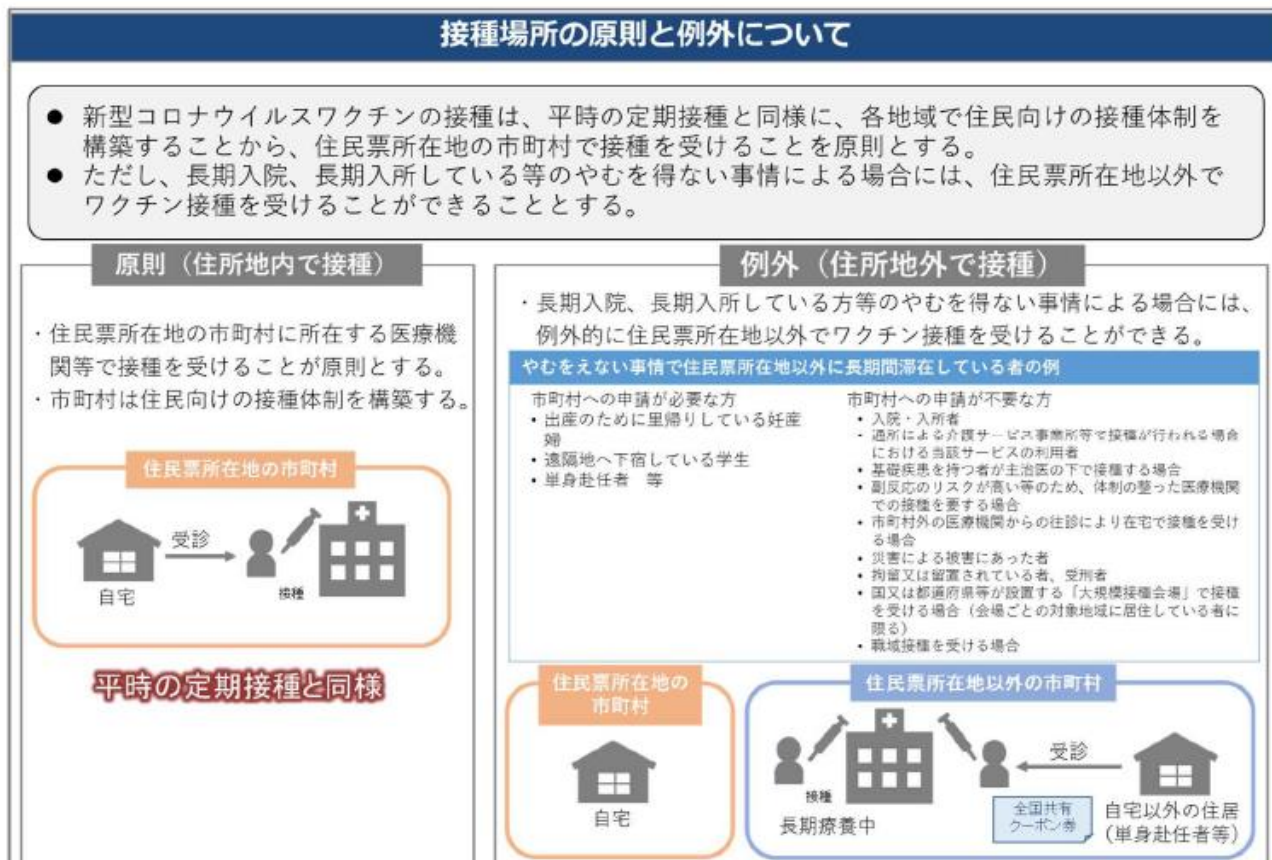 接種場所の原則と例外について
● 新型コロナウイルスワクチンの接種は、平時の定期接種と同様に、各地域で住民向けの接種体制を
構築することから、住民票所在地の市町村で接種を受けることを原則とする。
● ただし、長期入院、長期入所している等のやむを得ない事情による場合には、住民票所在地以外で
ワクチン接種を受けることができることとする。
原則（住所地内で接種）
・住民票所在地の市町村に所在する医療機
関等で接種を受けることが原則とする。
・市町村は住民向けの接種体制を構築する。
住民票所在地の市町村
受診
自宅
接種
平時の定期接種と同様
例外（住所地外で接種）
・長期入院、長期入所している方等のやむを得ない事情による場合には、
例外的に住民票所在地以外でワクチン接種を受けることができる。
やむをえない事情で住民票所在地以外に長期間滞在している者の例
市町村への申請が必要な方
• 出産のために里帰りしている妊産
婦
• 遠隔地へ下宿している学生
• 単身赴任者　等
市町村への申請が不要な方
• 入院・入所者
• 通所による介護サービス事業所等で接種が行われる場合
における当該サービスの利用者
• 基礎疾患を持つ者が主治医の下で接種する場合
• 副反応のリスクが高い等のため、体制の整った医療機関
での接種を要する場合
• 市町村外の医療機関からの往診により在宅で接種を受け
る場合
• 災害による被害にあった者
• 拘留又は留置されている者、受刑者
• 国又は都道府県等が設置する「大規模接種会場」で接種
を受ける場合（会場ごとの対象地域に居住している者に
限る）
• 職域接種を受ける場合
住民票所在地の
市町村
自宅
住民票所在地以外の市町村
接種
長期療養中
受診
全国共有
クーポン券
自宅以外の住居
(単身赴任者等)